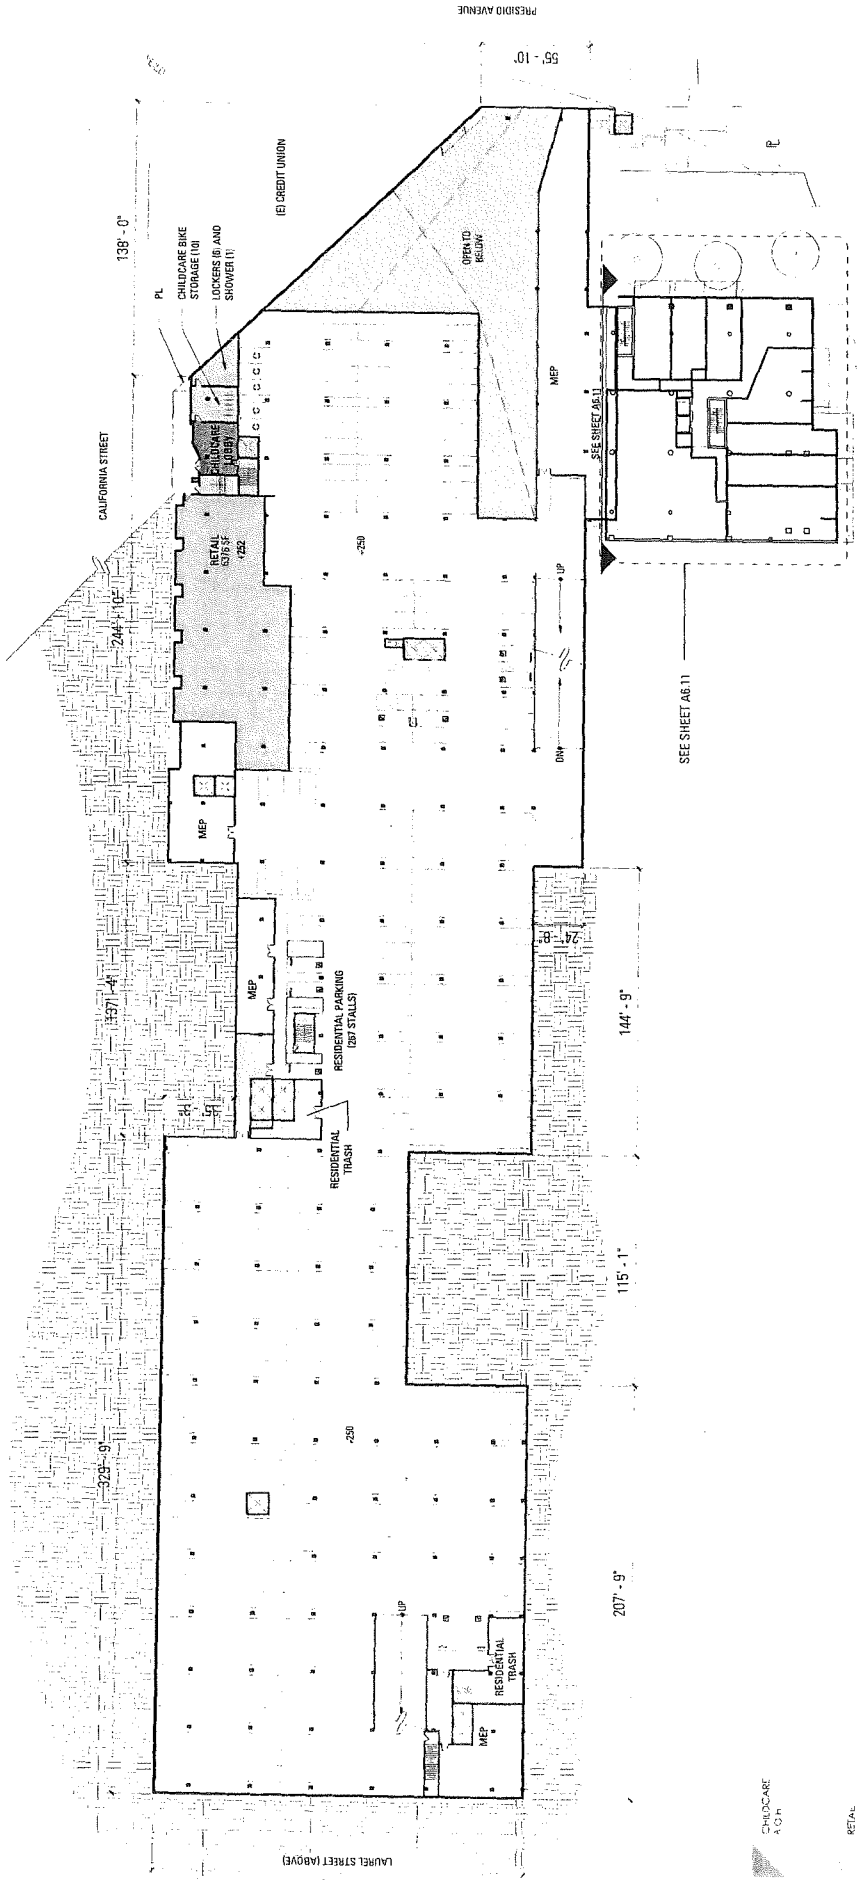 PRESIDIO AVENUE
55' - 10"
138' - 0"
(E) CREDIT UNION
PL
CHILDCARE BIKE
STORAGE (10)
LOCKERS (6) AND
SHOWER (1)
OPEN TO
BELOW
PL
CALIFORNIA STREET
CHILDCARE
LOBBY
MEP
SEE SHEET A6.11
244' - 10"
RETAIL
6376 SF
+252
+250
UP
DN
SEE SHEET A6.11
MEP
24' - 8"
137' - 4"
MEP
RESIDENTIAL PARKING
(267 STALLS)
144' - 9"
RESIDENTIAL
TRASH
115' - 1"
329' - 9"
+250
207' - 9"
UP
RESIDENTIAL
TRASH
MEP
LAUREL STREET (ABOVE)
CHILDCARE
RETAIL